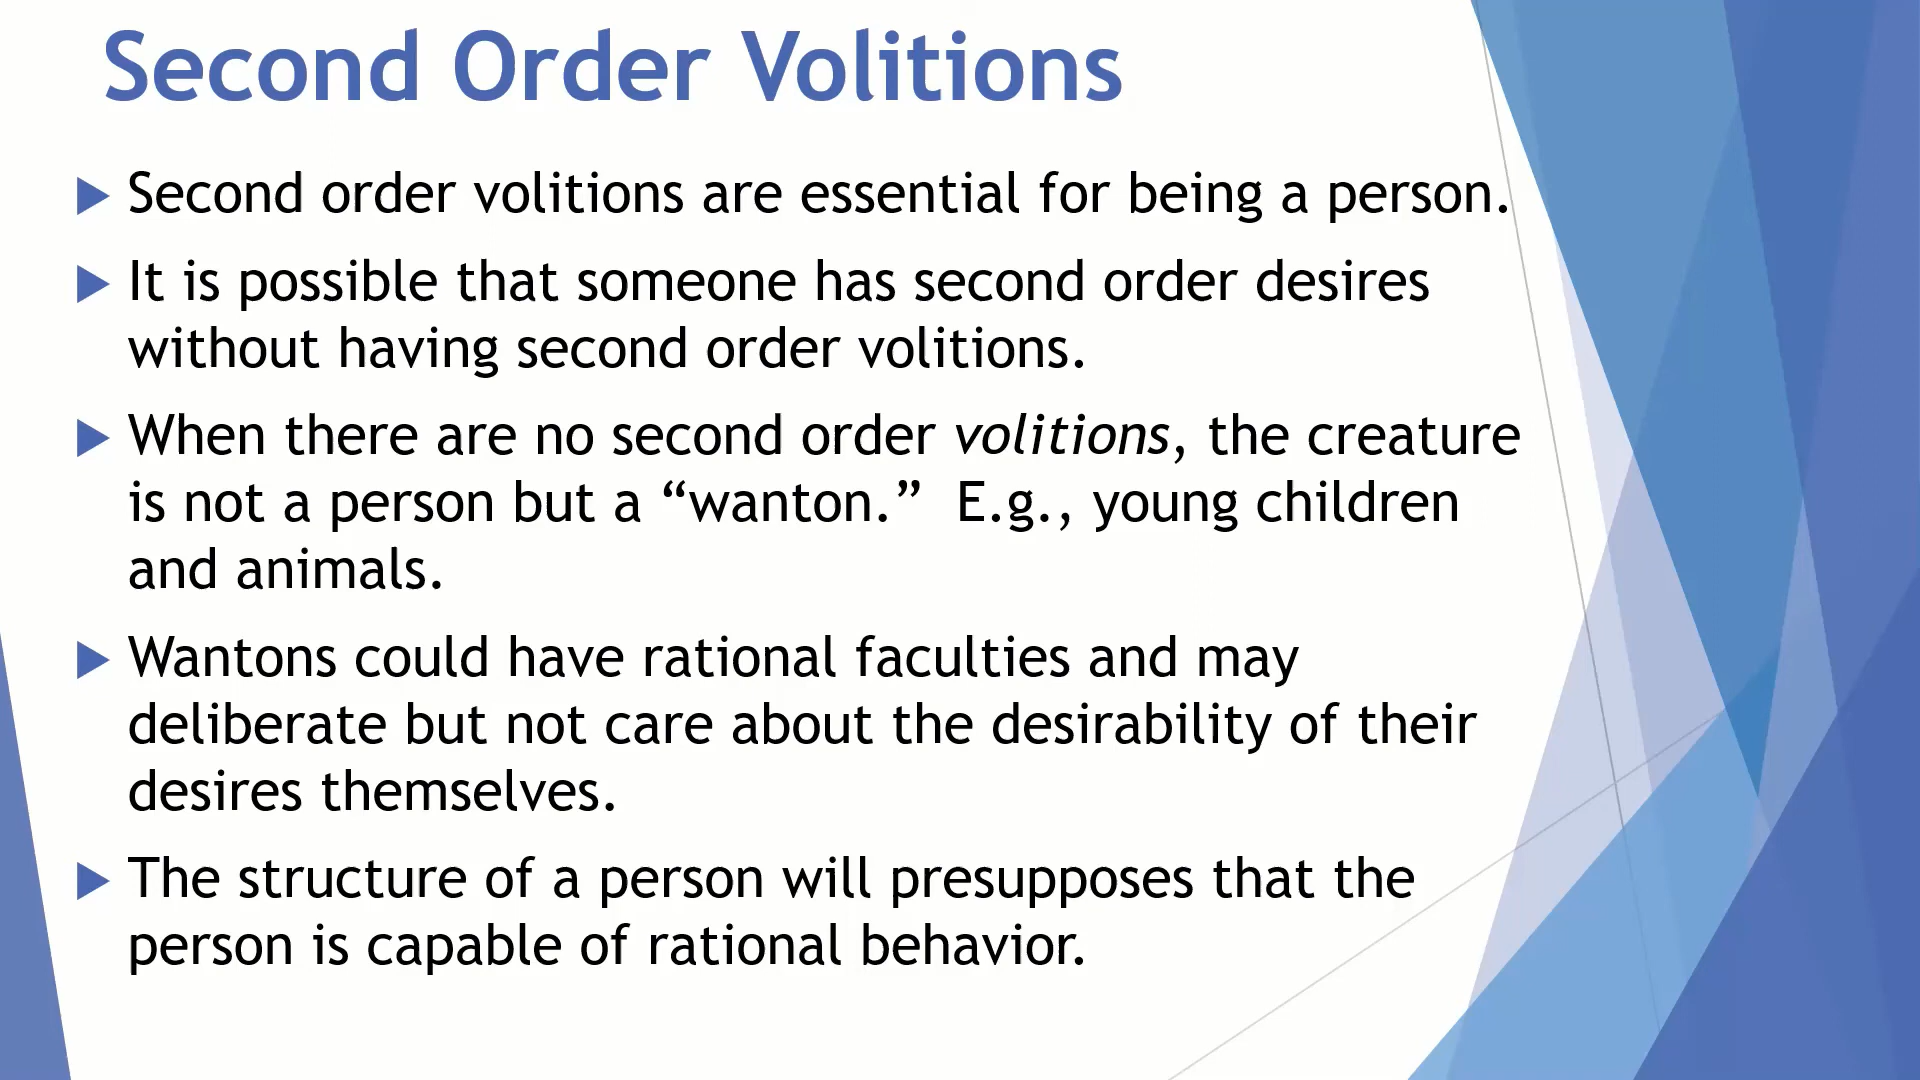 Second Order Volitions
Second order volitions are essential for being a person.
It is possible that someone has second order desires
without having second order volitions.
When there are no second order volitions, the creature
is not a person but a “wanton.”  E.g., young children
and animals.
Wantons could have rational faculties and may
deliberate but not care about the desirability of their
desires themselves.
The structure of a person will presupposes that the
person is capable of rational behavior.